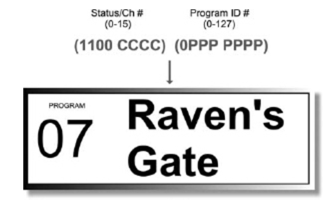 Status/Ch # Program ID #
(0-15) (0-127)
(1100 CCCC) (0PPP PPPP)
PROGRAM
07
Raven's
Gate